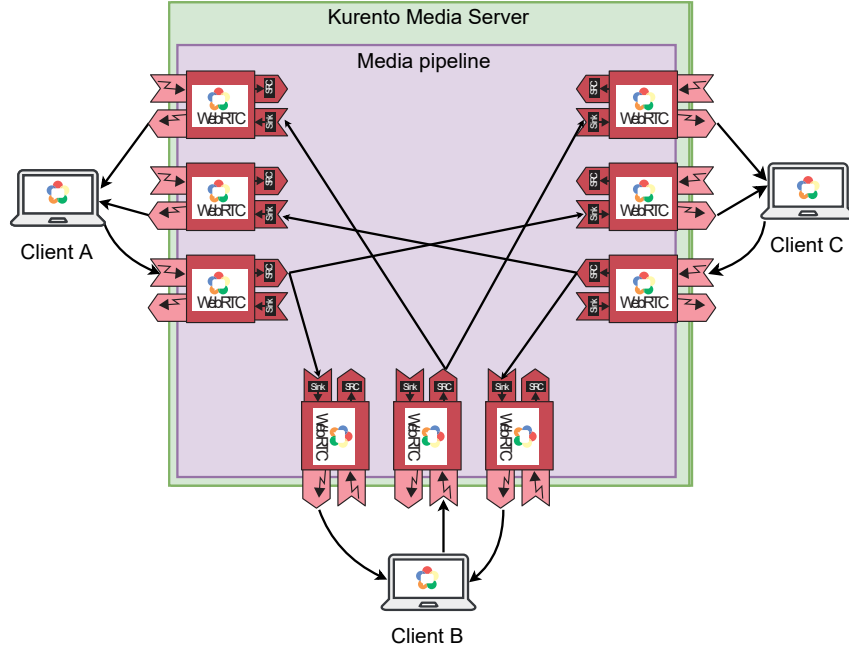 Kurento Media Server
Media pipeline
WebRTC
SRC
Sink
WebRTC
SRC
Sink
WebRTC
SRC
Sink
SRC
Sink
WebRTC
SRC
Sink
WebRTC
SRC
Sink
WebRTC
Client A
Client C
Sink
SRC
WebRTC
Sink
SRC
WebRTC
Sink
SRC
WebRTC
Client B